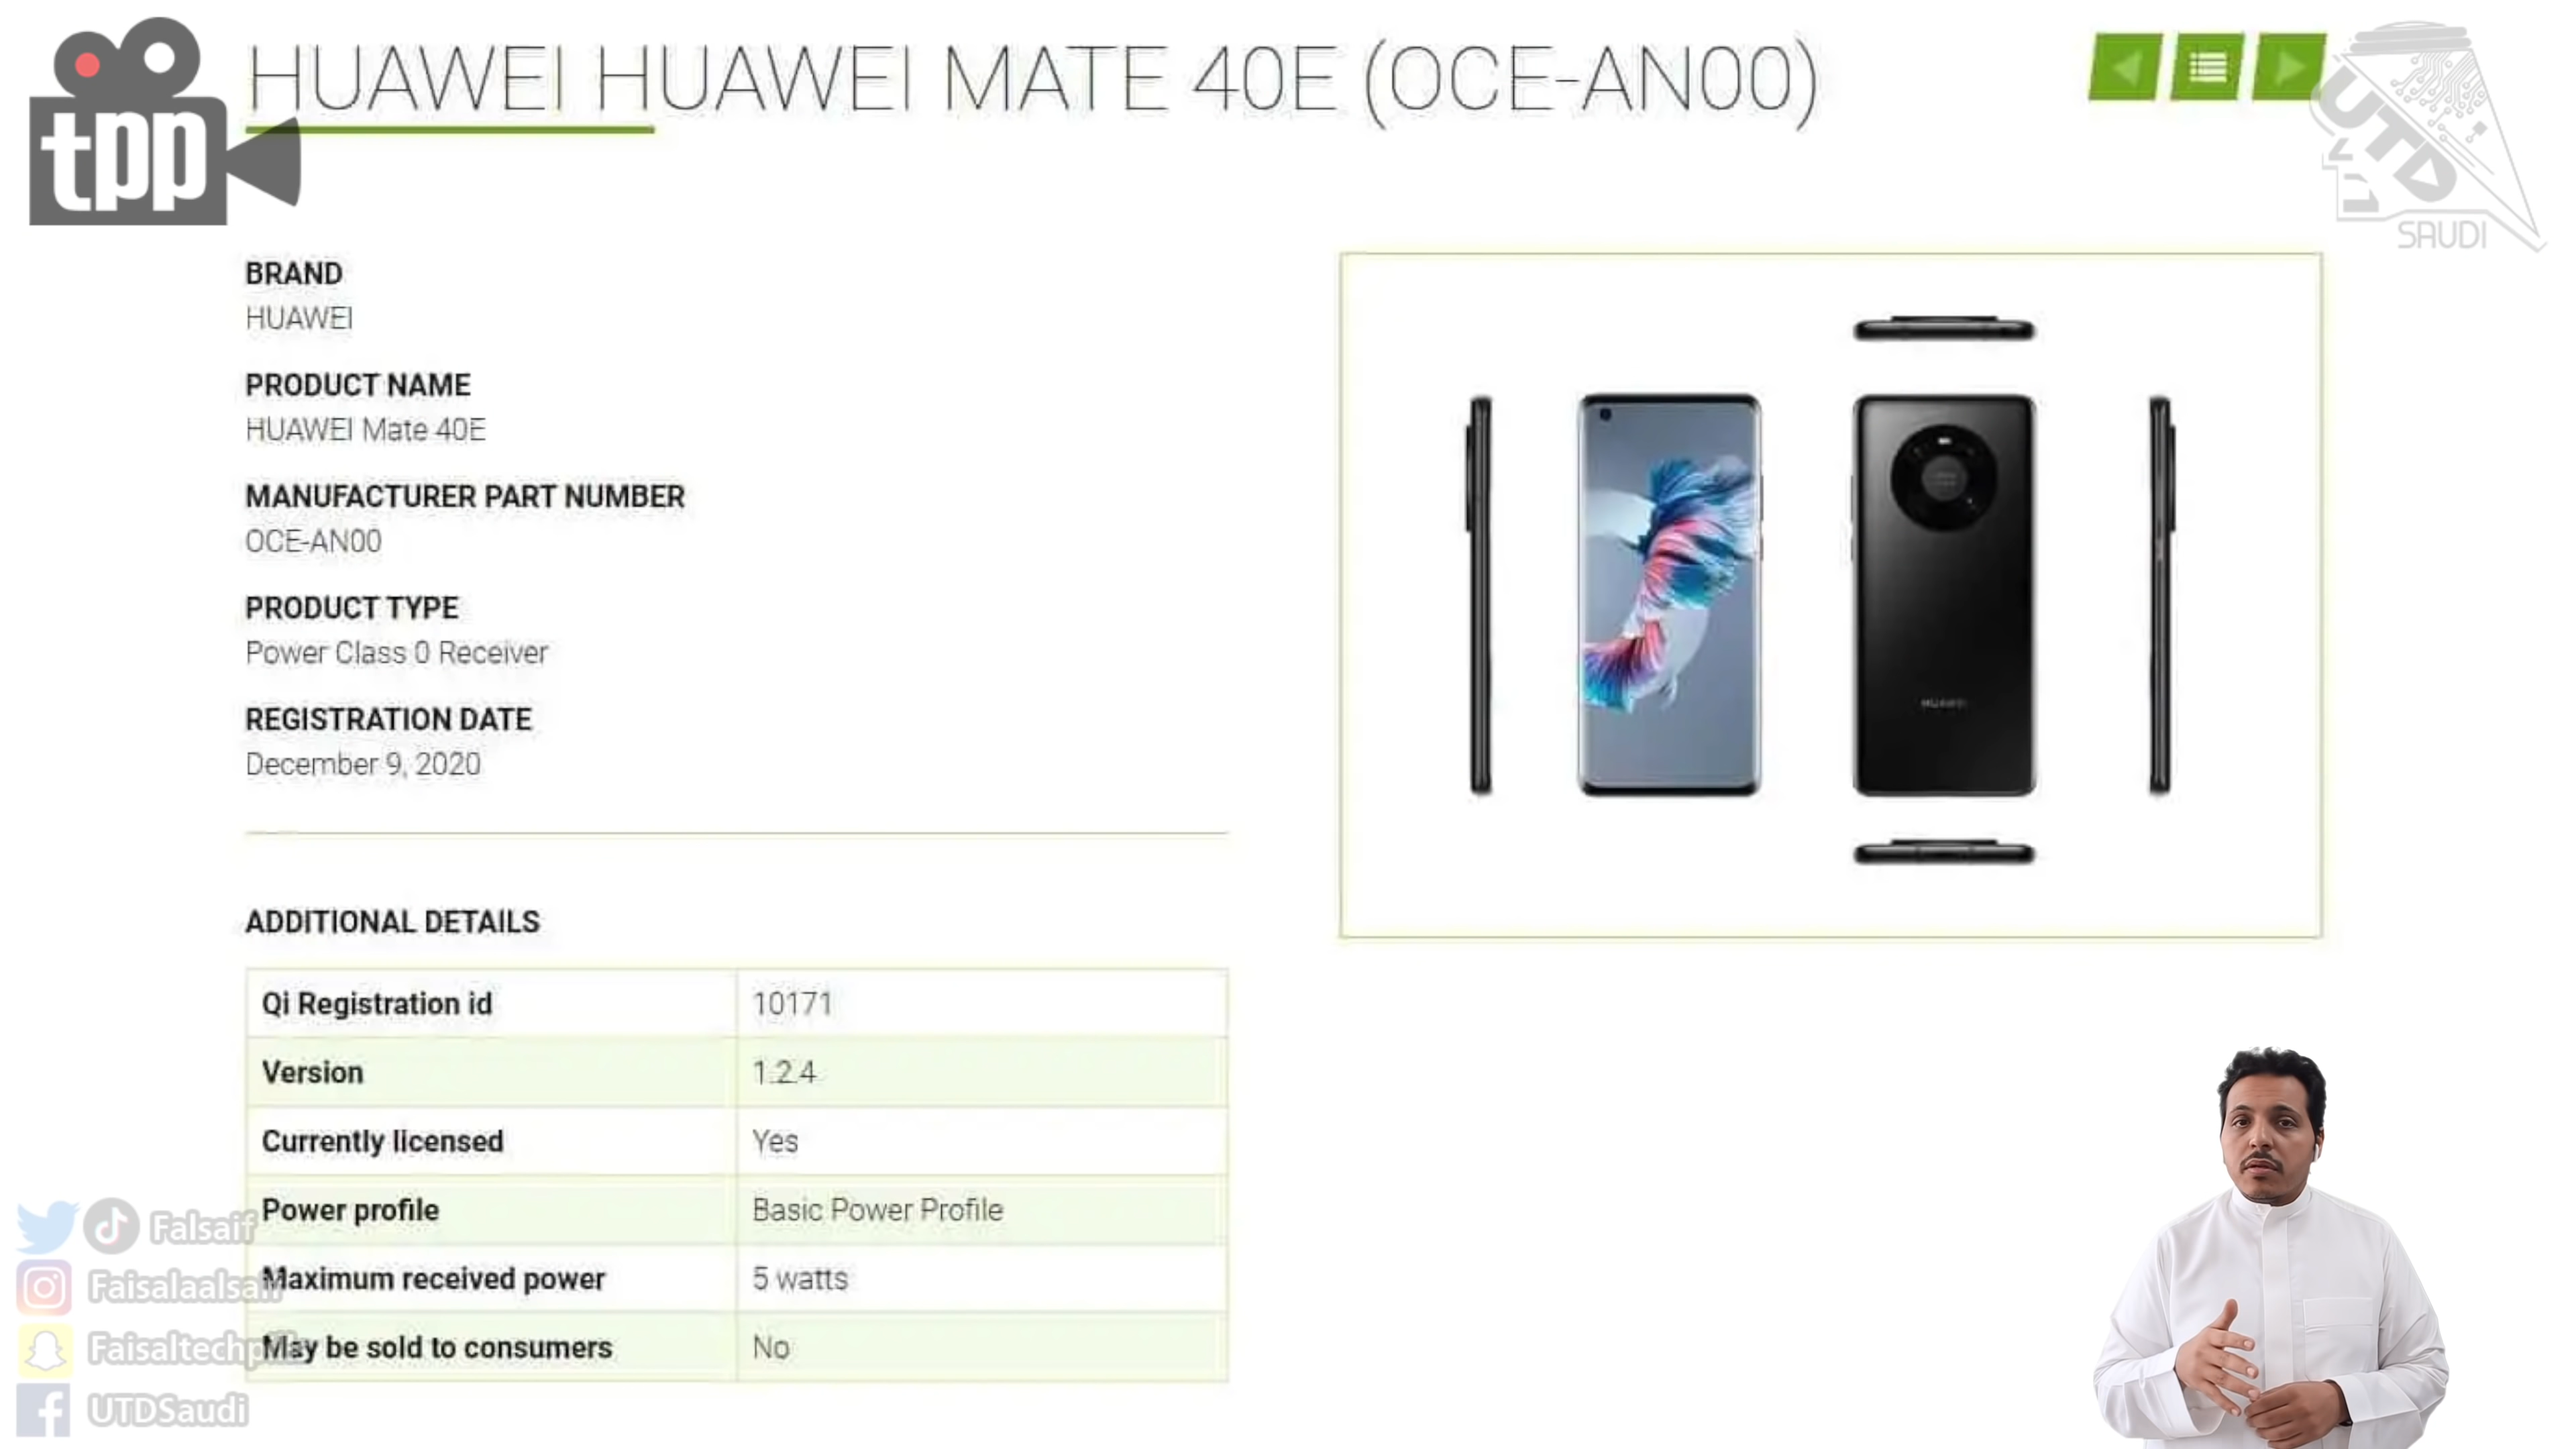 HUAWEI HUAWEI MATE 40E (OCE-AN00)
tpp
UTD
SAUDI
BRAND
HUAWEI
PRODUCT NAME
HUAWEI Mate 40E
MANUFACTURER PART NUMBER
OCE-AN00
PRODUCT TYPE
Power Class 0 Receiver
REGISTRATION DATE
December 9, 2020
HUAWEI
ADDITIONAL DETAILS
Qi Registration id 10171
Version 1.2.4
Currently licensed Yes
Power profile Basic Power Profile
Maximum received power 5 watts
May be sold to consumers No
Falsaif
Faisalaalsaif
UTDSaudi